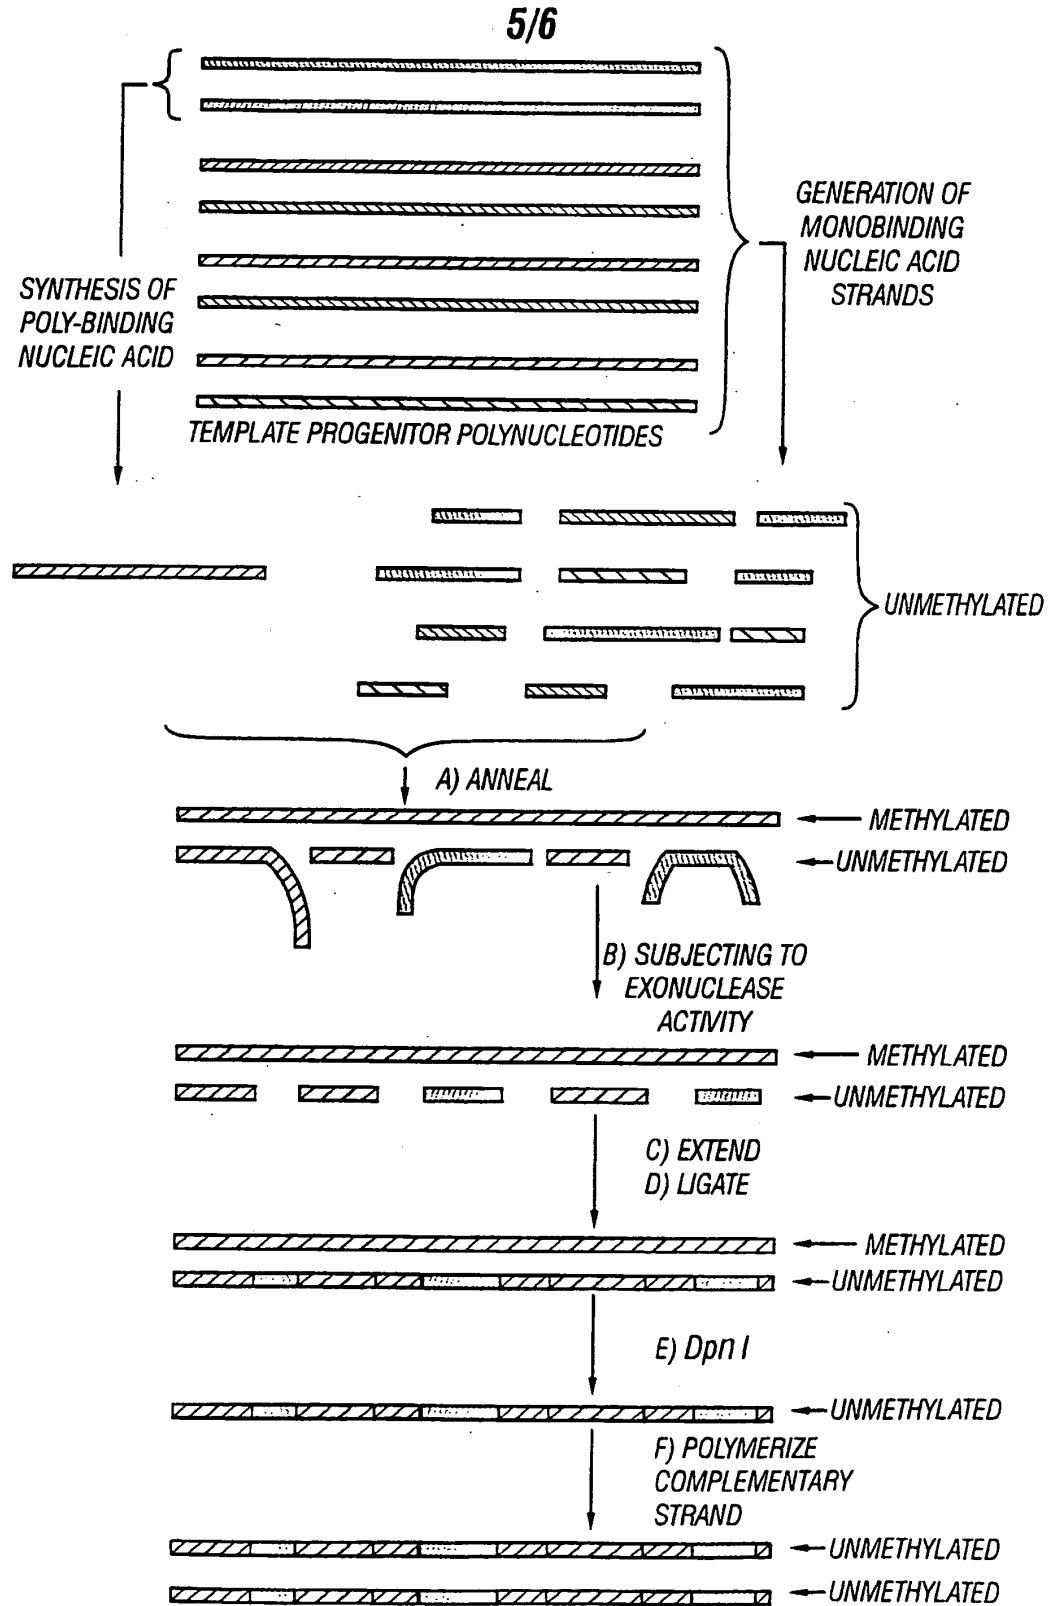 5/6
GENERATION OF
MONOBINDING
NUCLEIC ACID
STRANDS
SYNTHESIS OF
POLY-BINDING
NUCLEIC ACID
TEMPLATE PROGENITOR POLYNUCLEOTIDES
UNMETHYLATED
A) ANNEAL
METHYLATED
UNMETHYLATED
B) SUBJECTING TO
EXONUCLEASE
ACTIVITY
METHYLATED
UNMETHYLATED
C) EXTEND
D) LIGATE
METHYLATED
UNMETHYLATED
E) Dpn I
UNMETHYLATED
F) POLYMERIZE
COMPLEMENTARY
STRAND
UNMETHYLATED
UNMETHYLATED